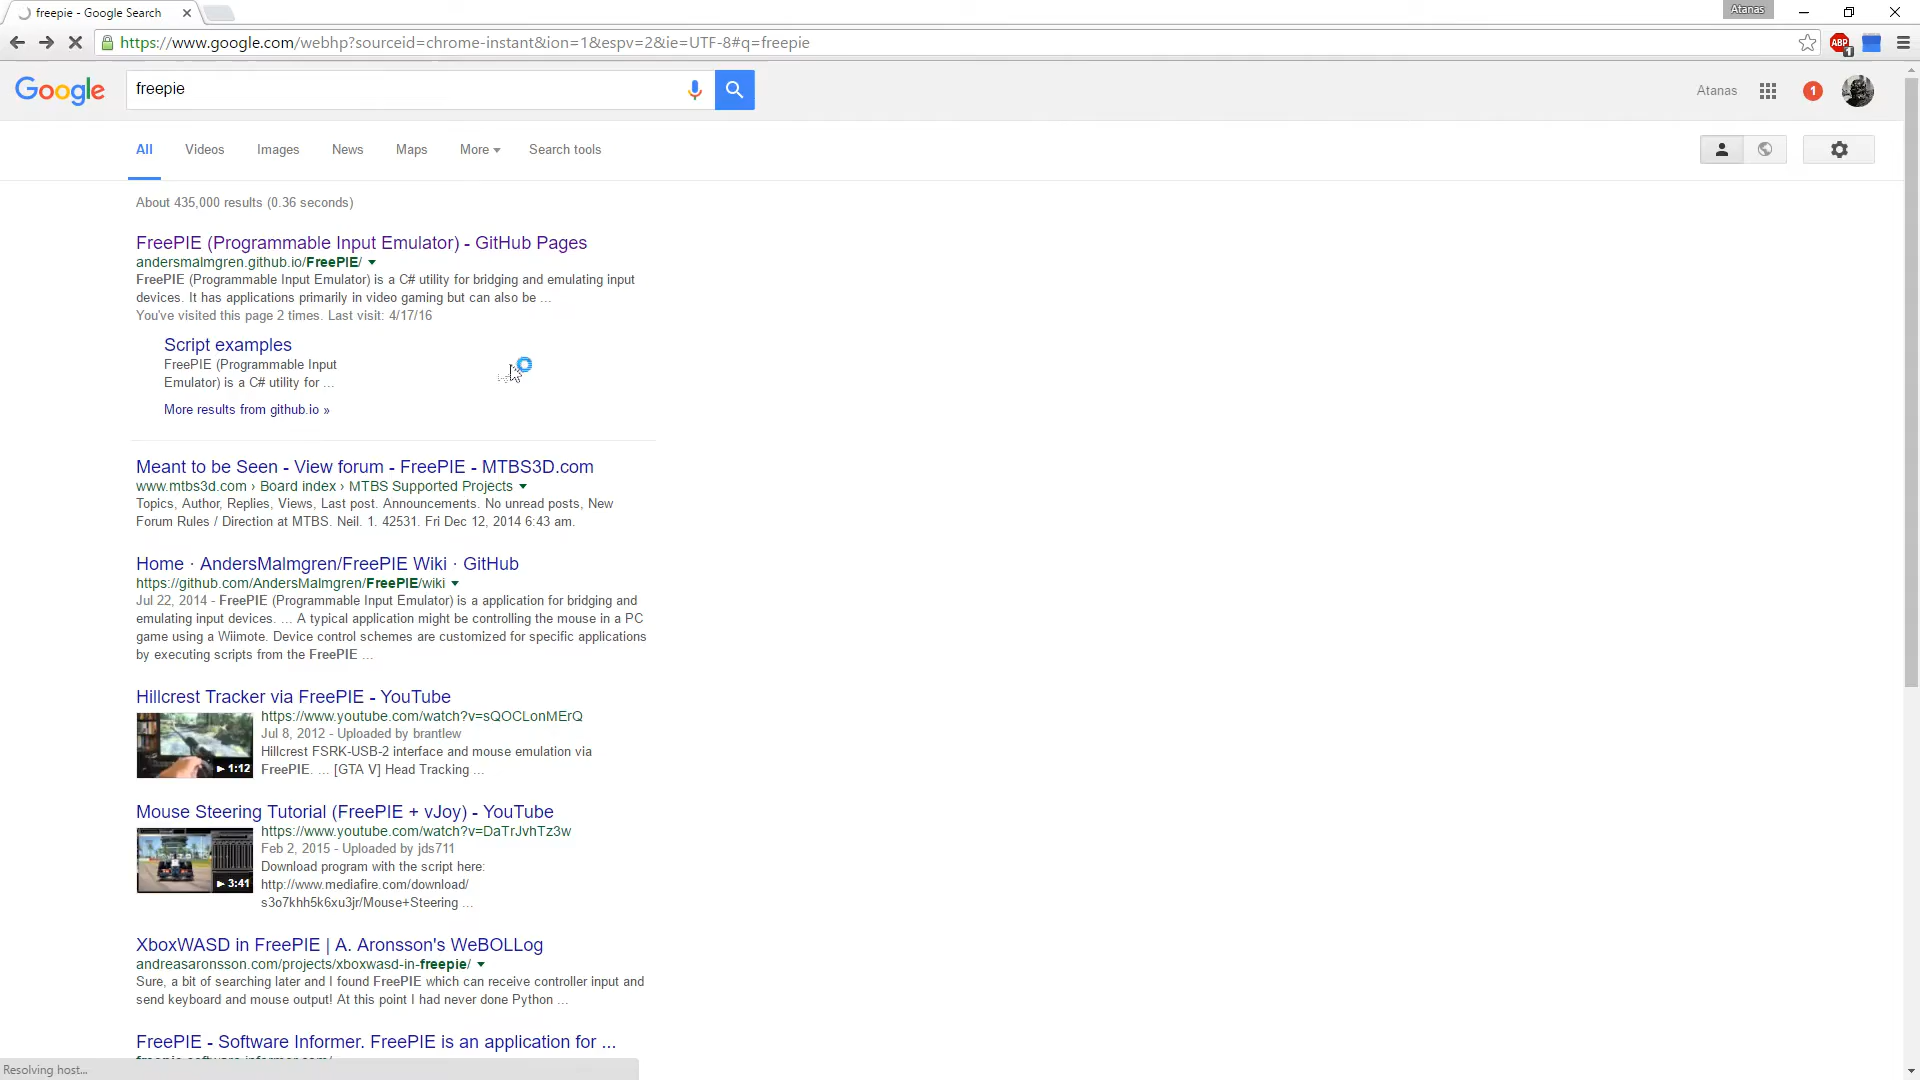 freepie - Google Search
Atanas
https://www.google.com/webhp?sourceid=chrome-instant&ion=1&espv=2&ie=UTF-8#q=freepie
ABP
1
Google
freepie
Atanas
1
All
Videos
Images
News
Maps
More
Search tools
About 435,000 results (0.36 seconds)
FreePIE (Programmable Input Emulator) - GitHub Pages
andersmalmgren.github.io/FreePIE/
FreePIE (Programmable Input Emulator) is a C# utility for bridging and emulating input
devices. It has applications primarily in video gaming but can also be ...
You've visited this page 2 times. Last visit: 4/17/16
Script examples
FreePIE (Programmable Input
Emulator) is a C# utility for ...
More results from github.io »
Meant to be Seen - View forum - FreePIE - MTBS3D.com
www.mtbs3d.com › Board index › MTBS Supported Projects
Topics, Author, Replies, Views, Last post. Announcements. No unread posts, New
Forum Rules / Direction at MTBS. Neil. 1. 42531. Fri Dec 12, 2014 6:43 am.
Home · AndersMalmgren/FreePIE Wiki · GitHub
https://github.com/AndersMalmgren/FreePIE/wiki
Jul 22, 2014 - FreePIE (Programmable Input Emulator) is a application for bridging and
emulating input devices. ... A typical application might be controlling the mouse in a PC
game using a Wiimote. Device control schemes are customized for specific applications
by executing scripts from the FreePIE ...
Hillcrest Tracker via FreePIE - YouTube
https://www.youtube.com/watch?v=sQOCLonMErQ
Jul 8, 2012 - Uploaded by brantlew
Hillcrest FSRK-USB-2 interface and mouse emulation via
FreePIE. ... [GTA V] Head Tracking ...
1:12
Mouse Steering Tutorial (FreePIE + vJoy) - YouTube
https://www.youtube.com/watch?v=DaTrJvhTz3w
Feb 2, 2015 - Uploaded by jds711
Download program with the script here:
http://www.mediafire.com/download/
s3o7khh5k6xu3jr/Mouse+Steering ...
3:41
XboxWASD in FreePIE | A. Aronsson's WeBOLLog
andreasaronsson.com/projects/xboxwasd-in-freepie/
Sure, a bit of searching later and I found FreePIE which can receive controller input and
send keyboard and mouse output! At this point I had never done Python ...
FreePIE - Software Informer. FreePIE is an application for ...
freepie.software.informer.com/
Resolving host...